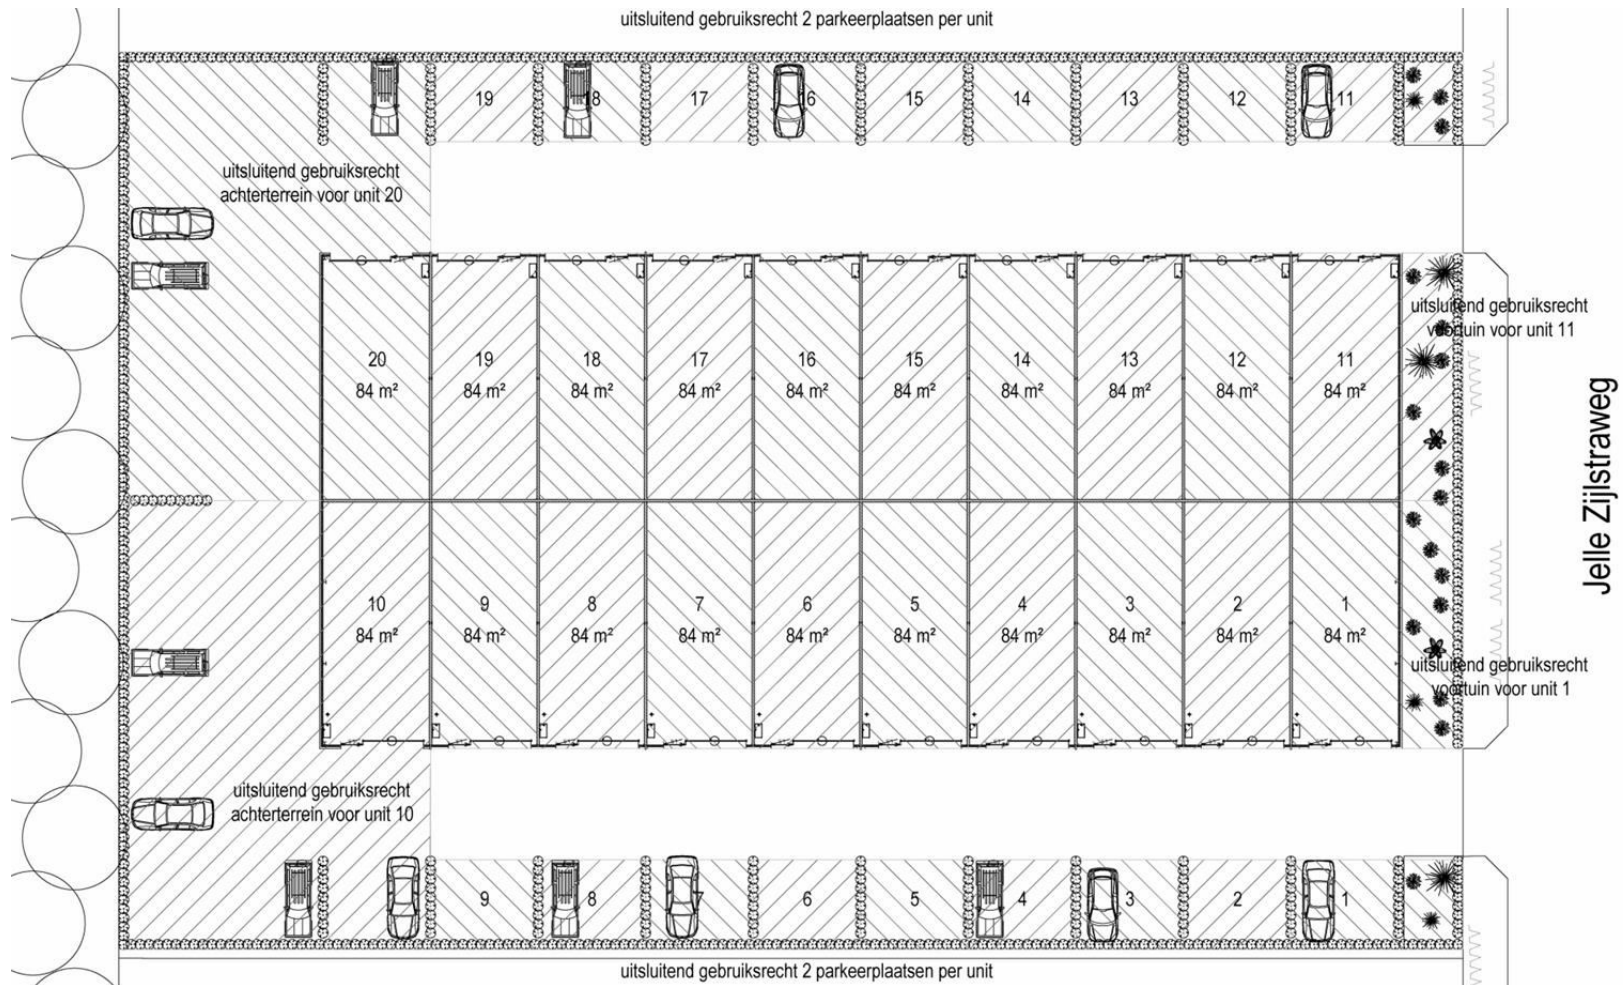 uitsluitend gebruiksrecht 2 parkeerplaatsen per unit
19
18
17
16
15
14
13
12
11
uitsluitend gebruiksrecht
achterterrein voor unit 20
uitsluitend gebruiksrecht
voortuin voor unit 11
20
84 m²
19
84 m²
18
84 m²
17
84 m²
16
84 m²
15
84 m²
14
84 m²
13
84 m²
12
84 m²
11
84 m²
Jelle Zijlstraweg
10
84 m²
9
84 m²
8
84 m²
7
84 m²
6
84 m²
5
84 m²
4
84 m²
3
84 m²
2
84 m²
1
84 m²
uitsluitend gebruiksrecht
voortuin voor unit 1
uitsluitend gebruiksrecht
achterterrein voor unit 10
9
8
7
6
5
4
3
2
1
uitsluitend gebruiksrecht 2 parkeerplaatsen per unit